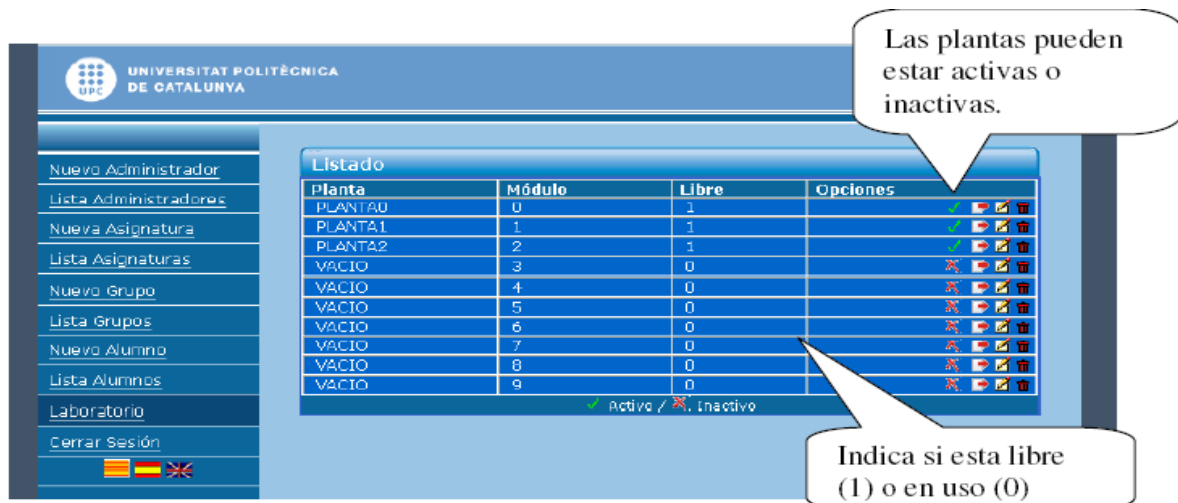 Las plantas pueden
estar activas o
inactivas.
UNIVERSITAT POLITÈCNICA
DE CATALUNYA
UPC
Nuevo Administrador
Lista Administradores
Nueva Asignatura
Lista Asignaturas
Nuevo Grupo
Lista Grupos
Nuevo Alumno
Lista Alumnos
Laboratorio
Cerrar Sesión
Listado
Planta Módulo Libre Opciones
PLANTA0 0 1
PLANTA1 1 1
PLANTA2 2 1
VACIO 3 0
VACIO 4 0
VACIO 5 0
VACIO 6 0
VACIO 7 0
VACIO 8 0
VACIO 9 0
Activo / Inactivo
Indica si esta libre
(1) o en uso (0)